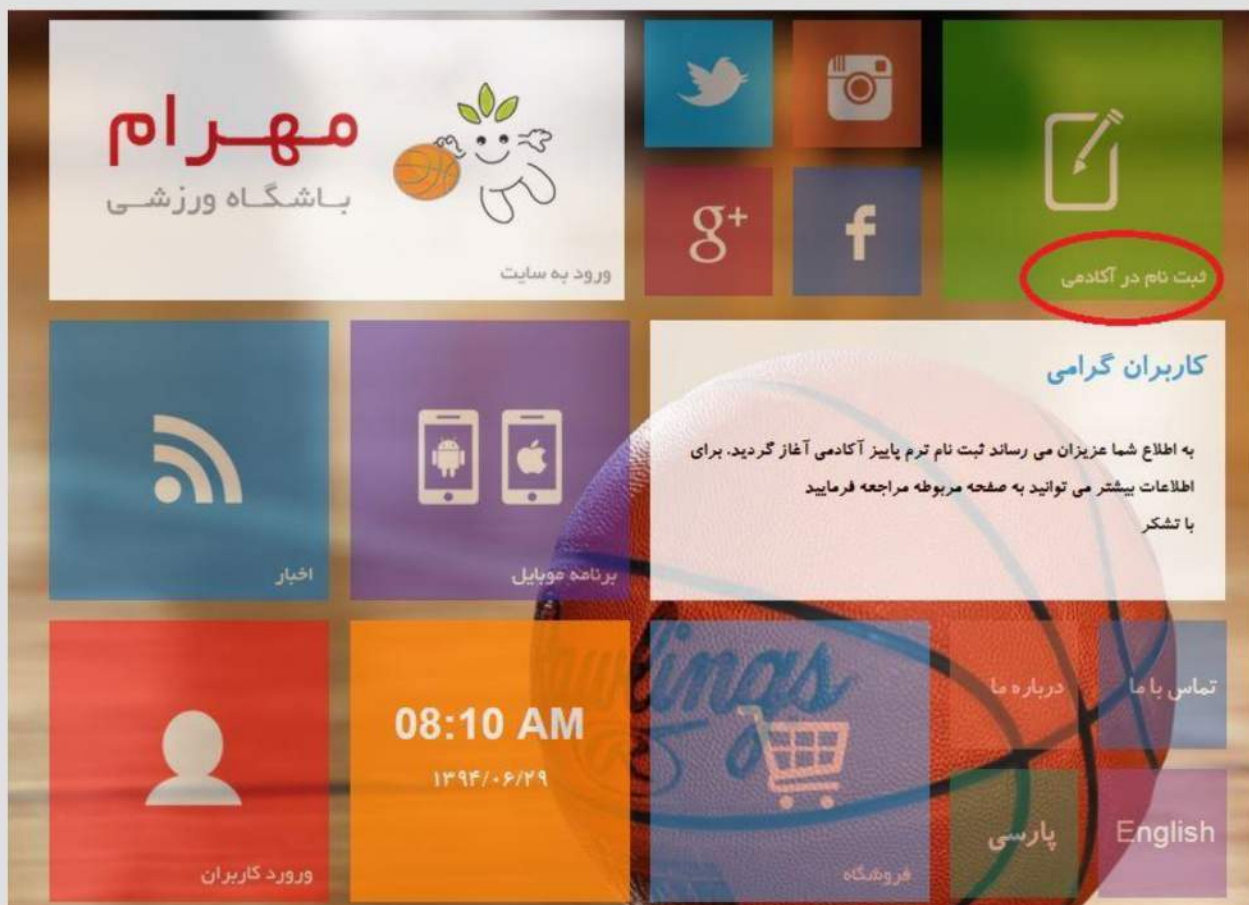 مهرام
باشگاه ورزشی
ورود به سایت
g+
f
ثبت نام در آکادمی
اخبار
برنامه موبایل
کاربران گرامی
به اطلاع شما عزیزان می رساند ثبت نام ترم پاییز آکادمی آغاز گردید. برای
اطلاعات بیشتر می توانید به صفحه مربوطه مراجعه فرمایید
با تشکر
ورورد کاربران
08:10 AM
۱۳۹۴/۰۶/۲۹
فروشگاه
درباره ما
تماس با ما
پارسی
English